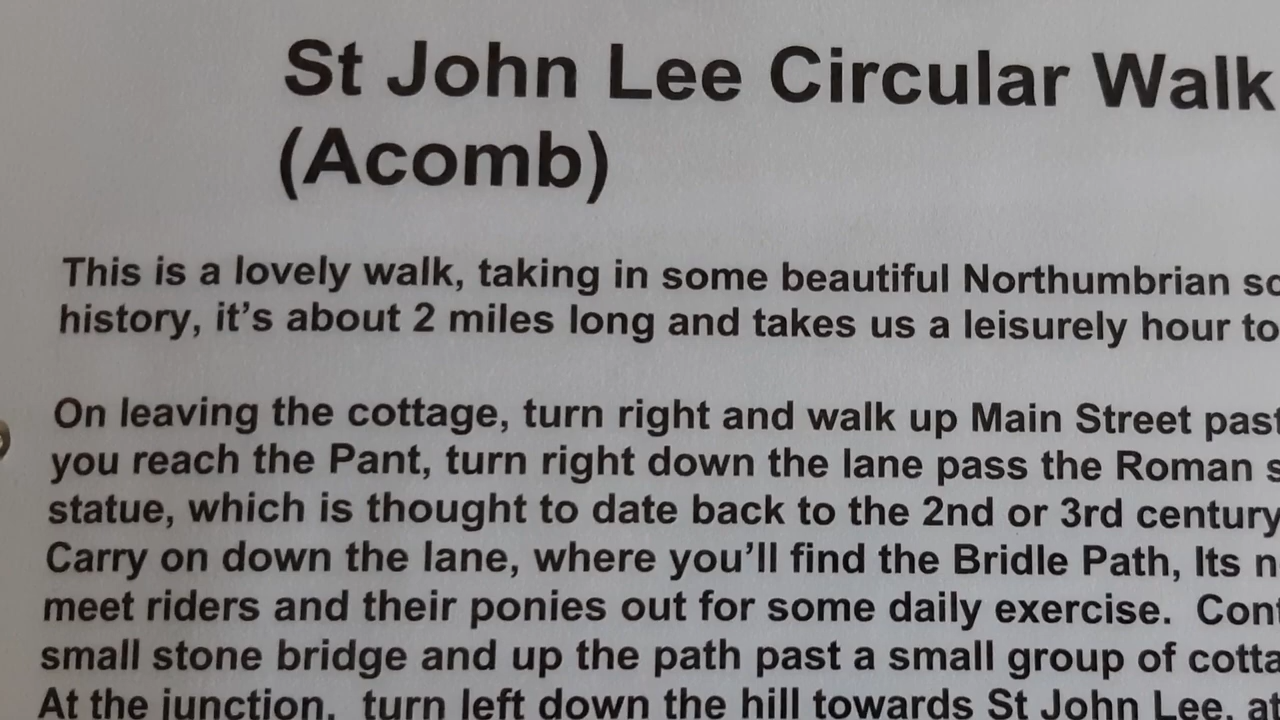 St John Lee Circular Walk
(Acomb)
This is a lovely walk, taking in some beautiful Northumbrian
history, it's about 2 miles long and takes us a leisurely hour to
On leaving the cottage, turn right and walk up Main Street past
you reach the Pant, turn right down the lane pass the Roman
statue, which is thought to date back to the 2nd or 3rd century
Carry on down the lane, where you'll find the Bridle Path, Its
meet riders and their ponies out for some daily exercise.
small stone bridge and up the path past a small group of
At the junction, turn left down the hill towards St John Lee, at